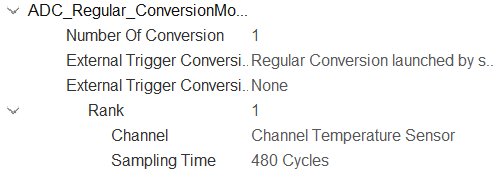 ADC_Regular_ConversionMo...
Number Of Conversion 1
External Trigger Conversi.. Regular Conversion launched by s..
External Trigger Conversi.. None
Rank 1
Channel Channel Temperature Sensor
Sampling Time 480 Cycles